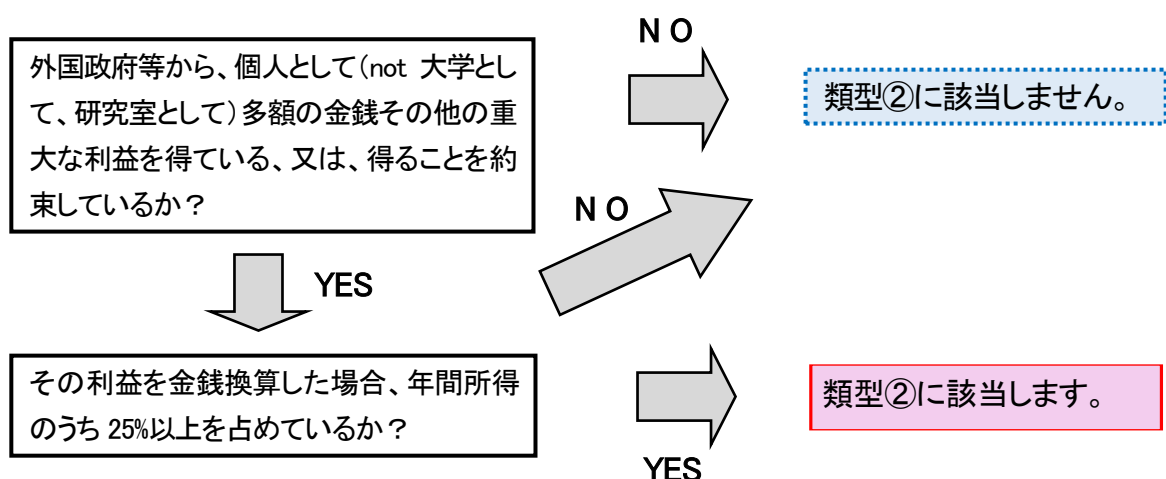 外国政府等から、個人として(not 大学とし
て、研究室として)多額の金銭その他の重
大な利益を得ている、又は、得ることを約
束しているか?
NO
類型②に該当しません。
NO
YES
その利益を金銭換算した場合、年間所得
のうち 25%以上を占めているか?
YES
類型②に該当します。